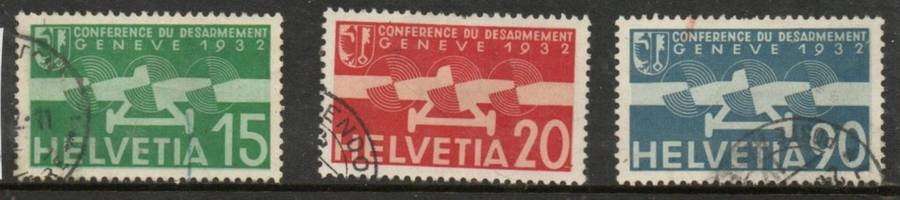 CONFERENCE DU DESARMEMENT
GENEVE 1932
HELVETIA 15
CONFERENCE DU DESARMEMENT
GENEVE 1932
HELVETIA 20
CONFERENCE DU DESARMEMENT
GENEVE 1932
HELVETIA 90